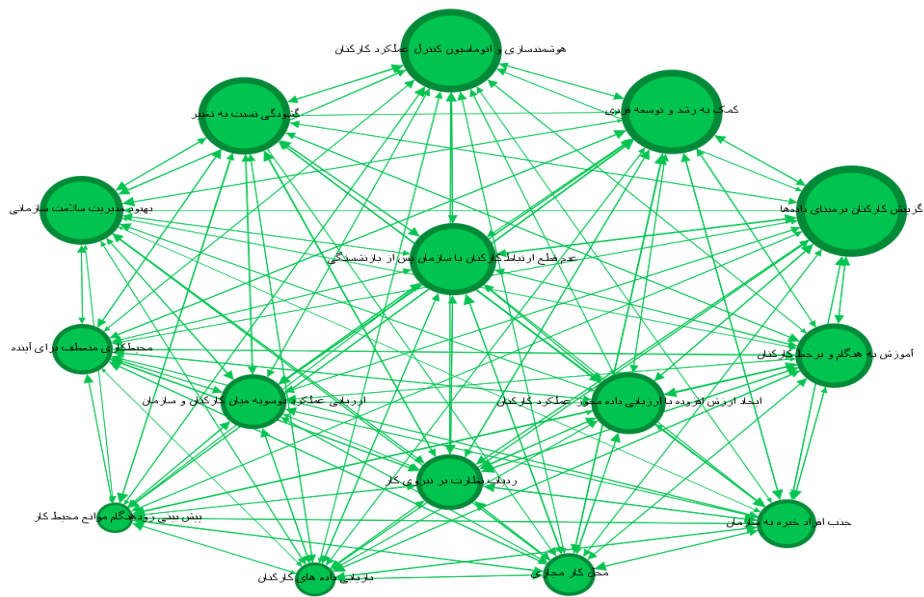 هوشمندسازی و اتوماسیون کنترل عملکرد کارکنان
کمک به رشد و توسعه فردی
گشودگی نسبت به تغییر
گزینش کارکنان برمبنای داده‌ها
بهبود مدیریت سلامت سازمانی
عدم قطع ارتباط کارکنان با سازمان پس از بازنشستگی
آموزش به هنگام و برخط کارکنان
محیط‌کاری منعطف برای آینده
ایجاد ارزش افزوده با ارزیابی داده محور عملکرد کارکنان
ارزیابی عملکرد دوسویه میان کارکنان و سازمان
ردیاب نظارت بر نیروی کار
جذب افراد خبره به سازمان
پیش بینی زودهنگام موانع محیط کار
محل کار مجازی
بازیابی داده های کارکنان